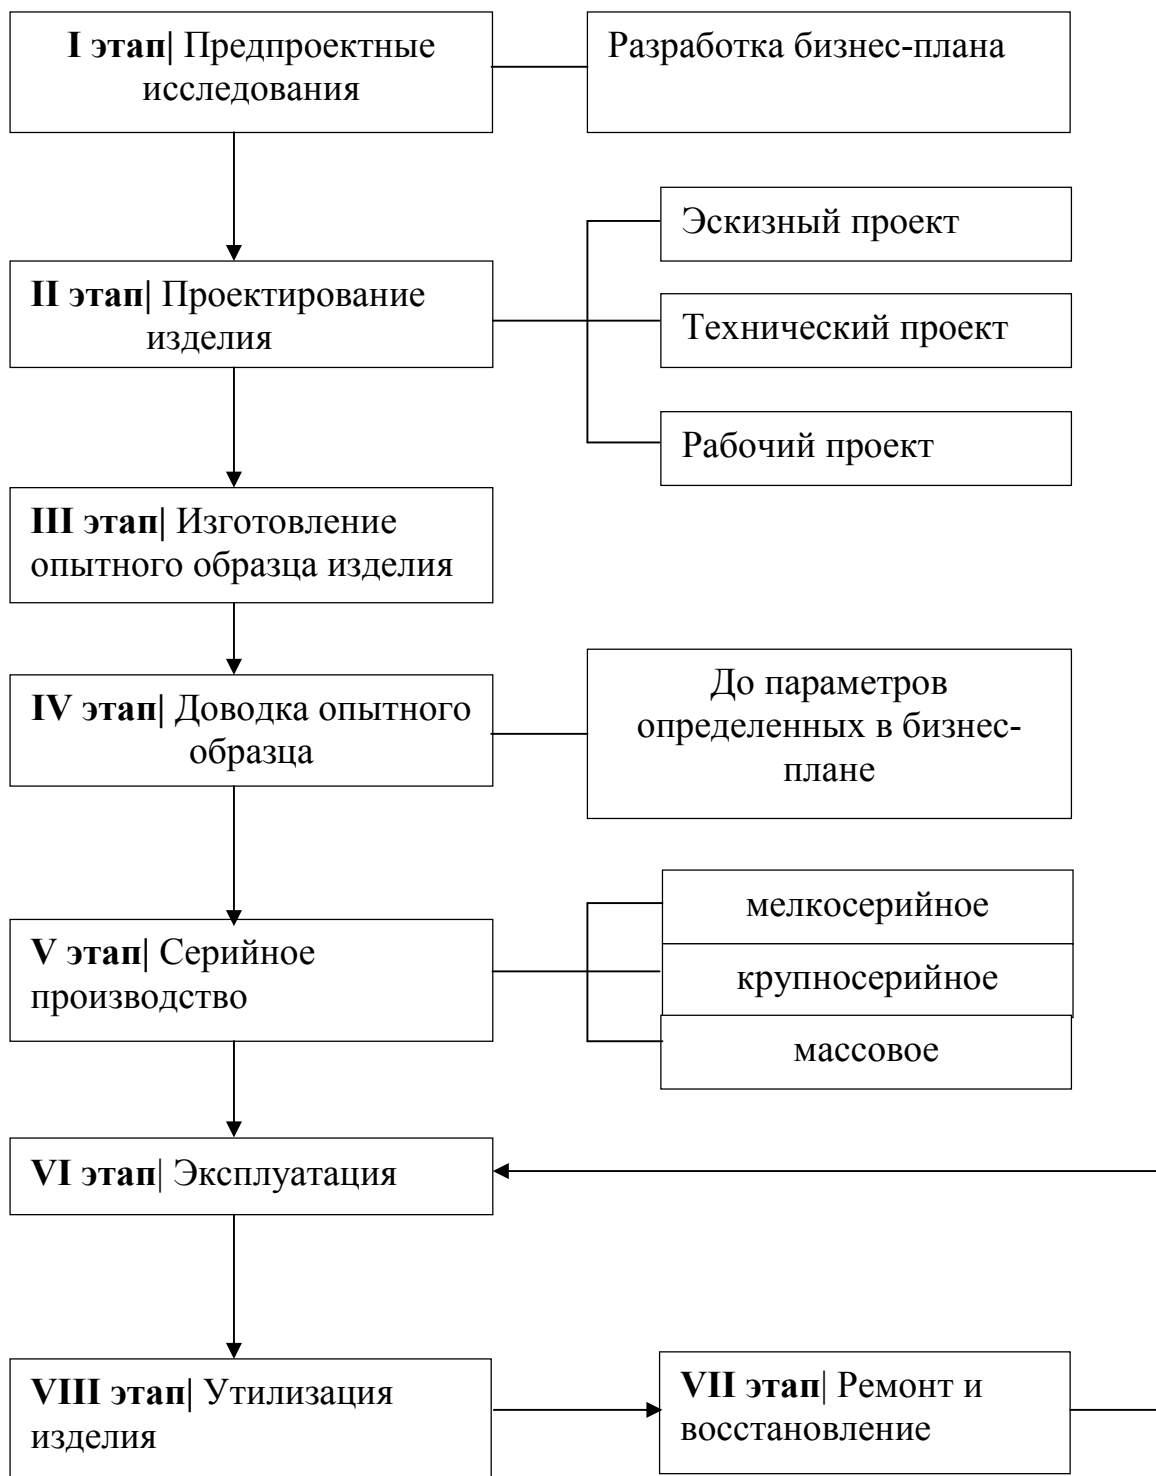 I этап| Предпроектные
исследования
Разработка бизнес-плана
Эскизный проект
II этап| Проектирование
изделия
Технический проект
Рабочий проект
III этап| Изготовление
опытного образца изделия
IV этап| Доводка опытного
образца
До параметров
определенных в бизнес-
плане
V этап| Серийное
производство
мелкосерийное
крупносерийное
массовое
VI этап| Эксплуатация
VIII этап| Утилизация
изделия
VII этап| Ремонт и
восстановление